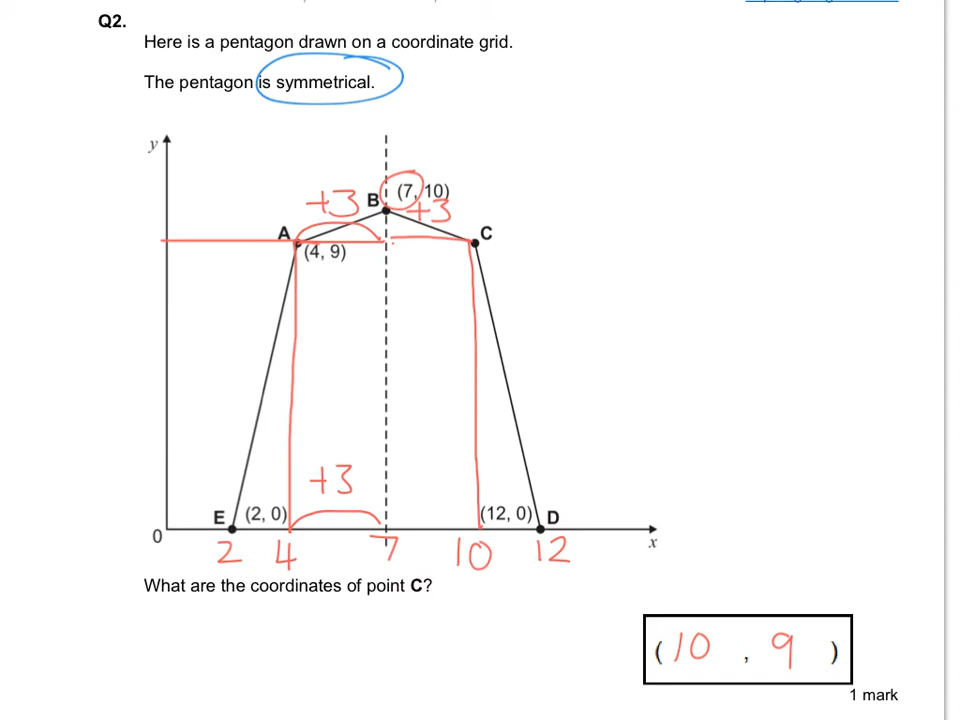 Q2.
Here is a pentagon drawn on a coordinate grid.
The pentagon is symmetrical.
y
+3 B (7, 10)
+3
A C
(4, 9)
+3
E (2, 0) (12, 0) D
0 x
2 4 7 10 12
What are the coordinates of point C?
(10 , 9 )
1 mark